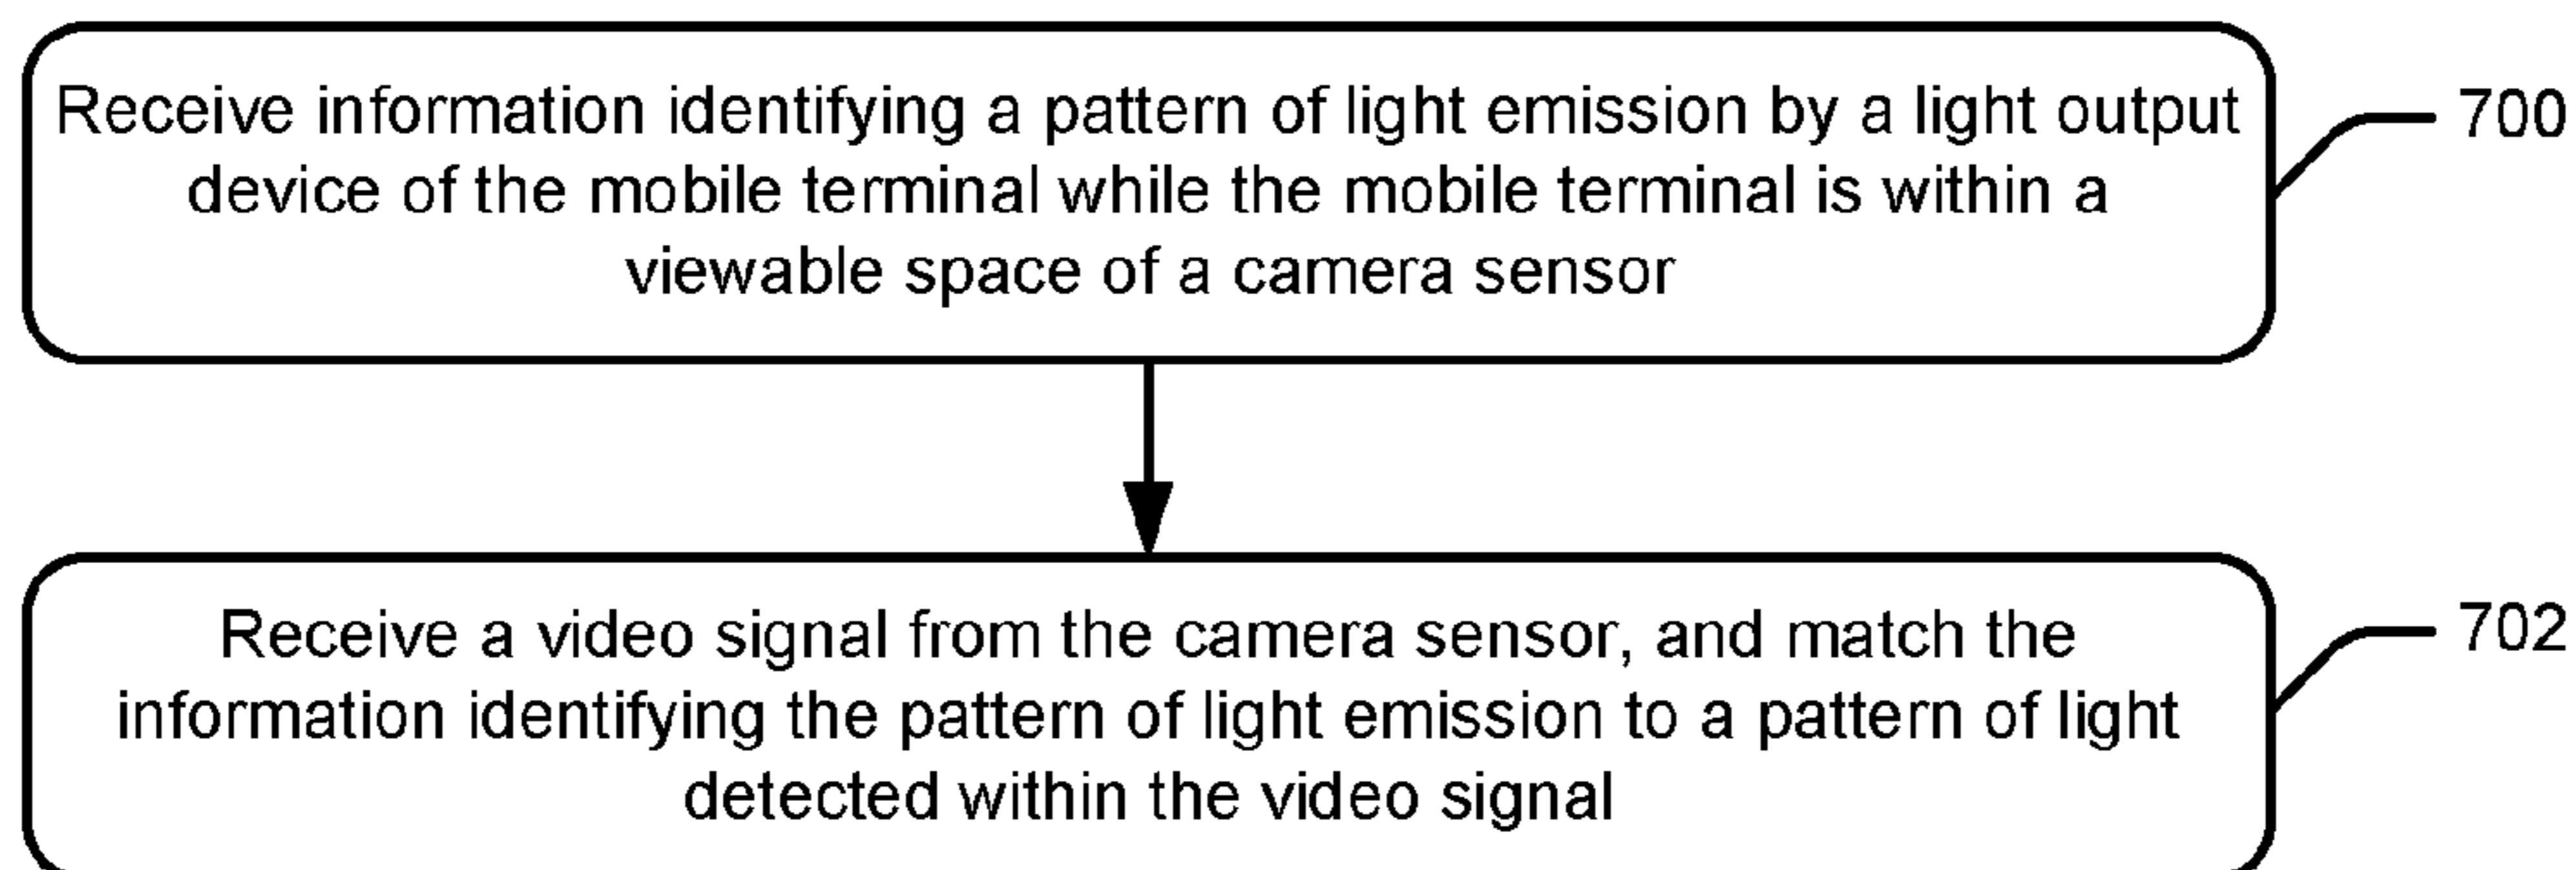 Receive information identifying a pattern of light emission by a light output
device of the mobile terminal while the mobile terminal is within a
viewable space of a camera sensor
700
Receive a video signal from the camera sensor, and match the
information identifying the pattern of light emission to a pattern of light
detected within the video signal
702